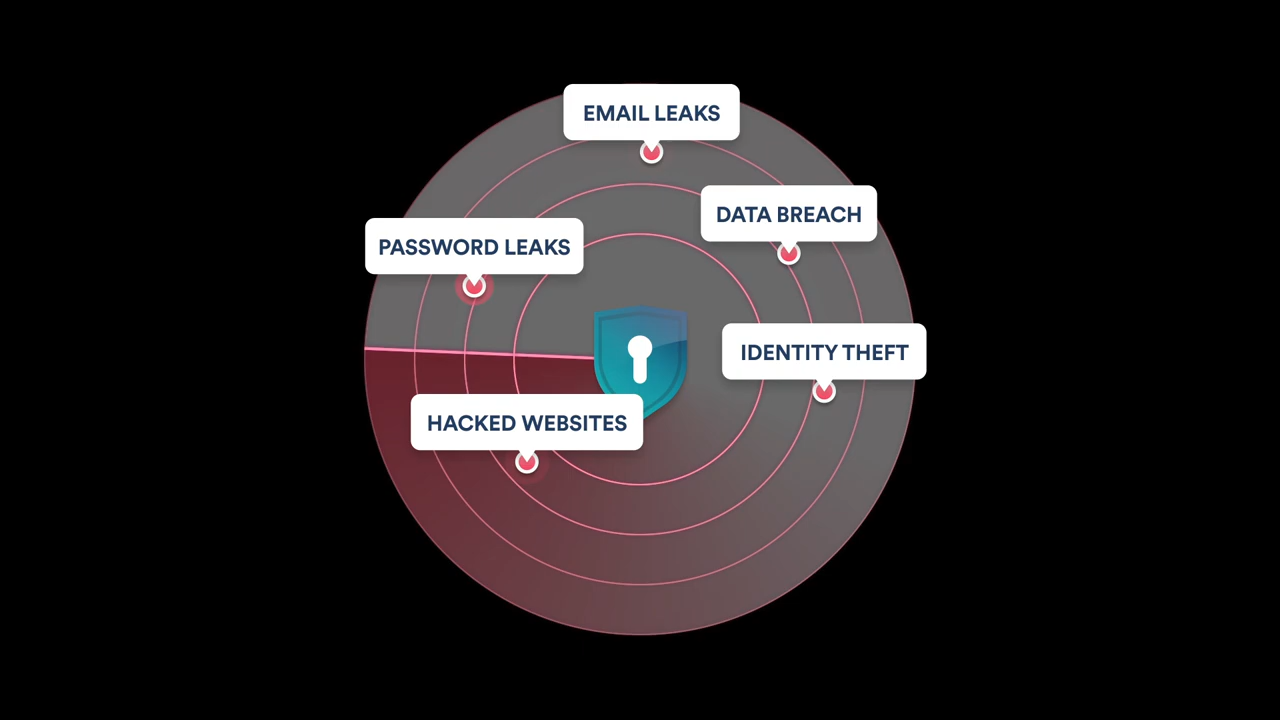 EMAIL LEAKS
DATA BREACH
PASSWORD LEAKS
IDENTITY THEFT
HACKED WEBSITES